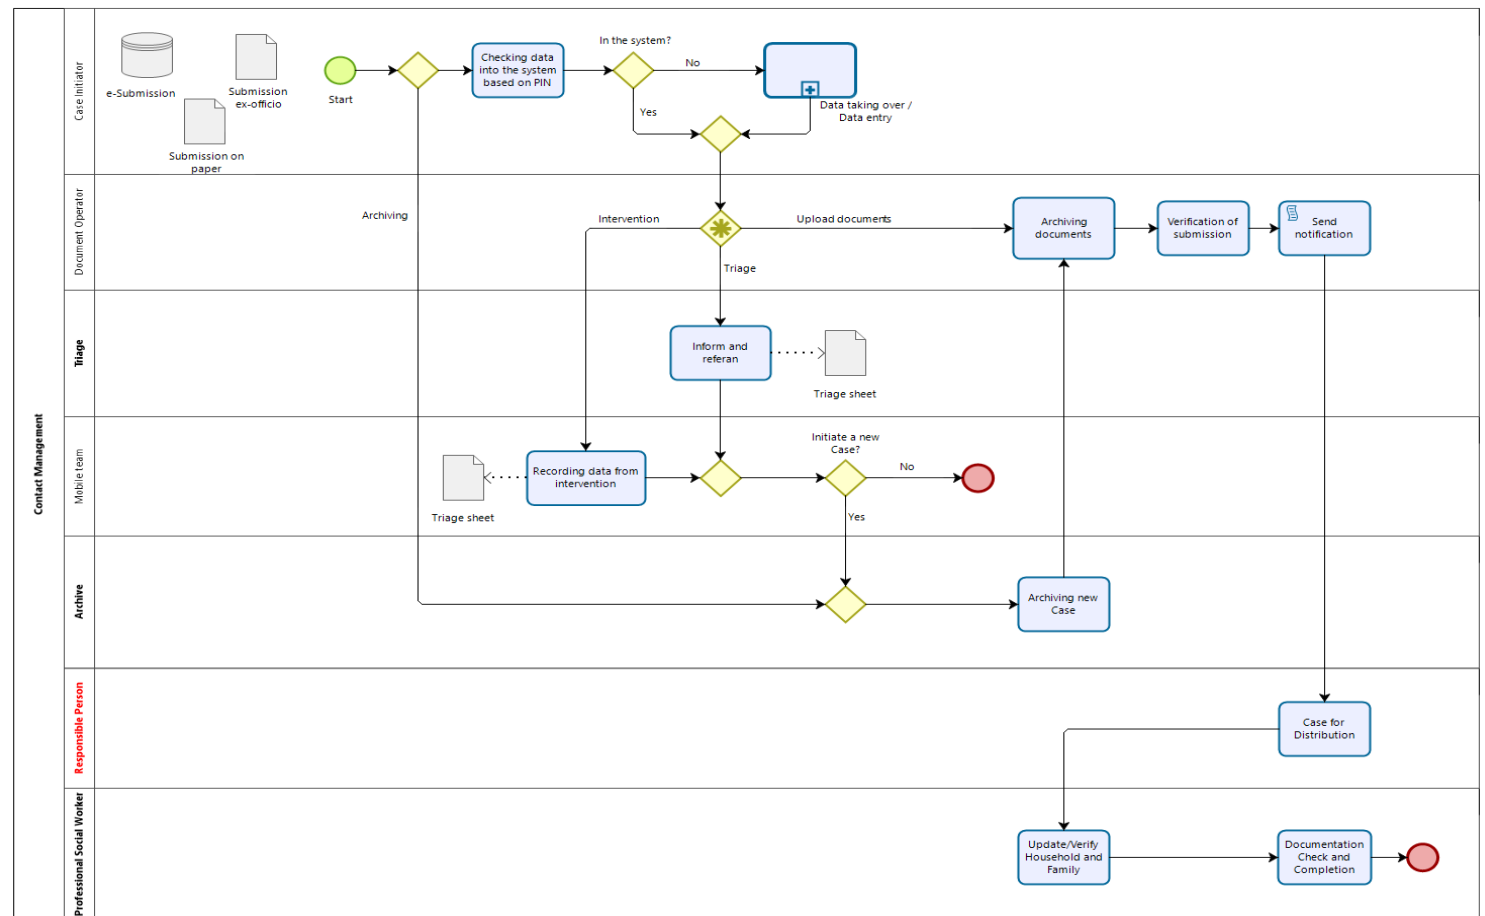 Contact Management
Case Initiator
e-Submission
Submission
ex-officio
Submission on
paper
Start
Checking data
into the system
based on PIN
In the system?
No
Yes
Data taking over /
Data entry
Document Operator
Archiving
Intervention
Upload documents
Triage
Archiving
documents
Verification of
submission
Send
notification
Triage
Inform and
referan
Triage sheet
Mobile team
Triage sheet
Recording data from
intervention
Initiate a new
Case?
No
Yes
Archive
Archiving new
Case
Responsible Person
Case for
Distribution
Professional Social Worker
Update/Verify
Household and
Family
Documentation
Check and
Completion